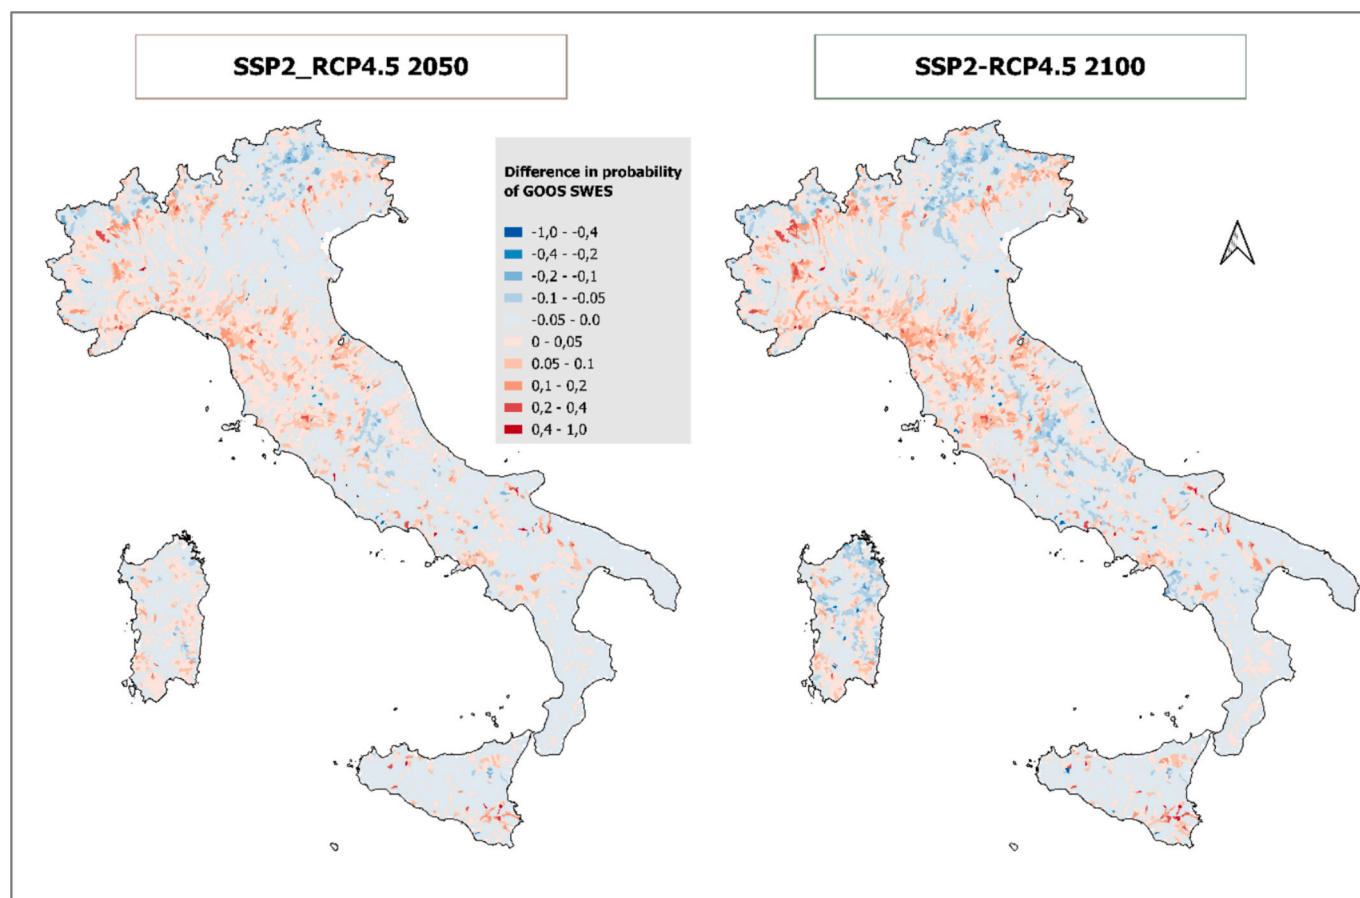 SSP2_RCP4.5 2050
SSP2-RCP4.5 2100
Difference in probability
of GOOS SWES
-1,0 - -0,4
-0,4 - -0,2
-0,2 - -0,1
-0.1 - -0.05
-0.05 - 0.0
0 - 0,05
0.05 - 0.1
0,1 - 0,2
0,2 - 0,4
0,4 - 1,0